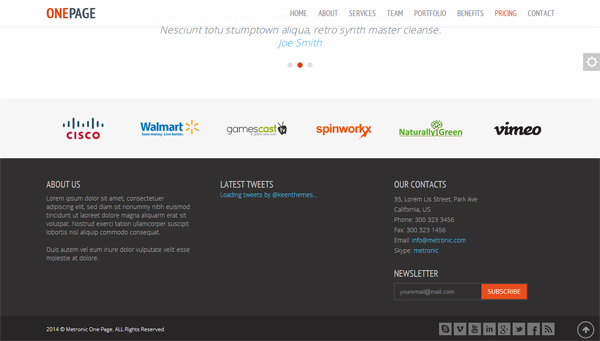 ONEPAGE
HOME ABOUT SERVICES TEAM PORTFOLIO BENEFITS PRICING CONTACT
Nesciunt tofu stumptown aliqua, retro synth master cleanse.
Joe Smith
CISCO
Walmart
Save money. Live better.
gamescast tv
spinworkx
Naturally Green
vimeo
ABOUT US
Lorem ipsum dolor sit amet, consectetuer
adipiscing elit, sed diam sit nonummy nibh euismod
tincidunt ut laoreet dolore magna aliquarm erat sit
volutpat. Nostrud exerci tation ullamcorper suscipit
lobortis nisl aliquip commodo consequat.
Duis autem vel eum iriure dolor vulputate velit esse
molestie at dolore.
LATEST TWEETS
Loading tweets by @keenthemes...
OUR CONTACTS
35, Lorem Lis Street, Park Ave
California, US
Phone: 300 323 3456
Fax: 300 323 1456
Email: info@metronic.com
Skype: metronic
NEWSLETTER
youremail@mail.com SUBSCRIBE
2014 © Metronic One Page. ALL Rights Reserved.